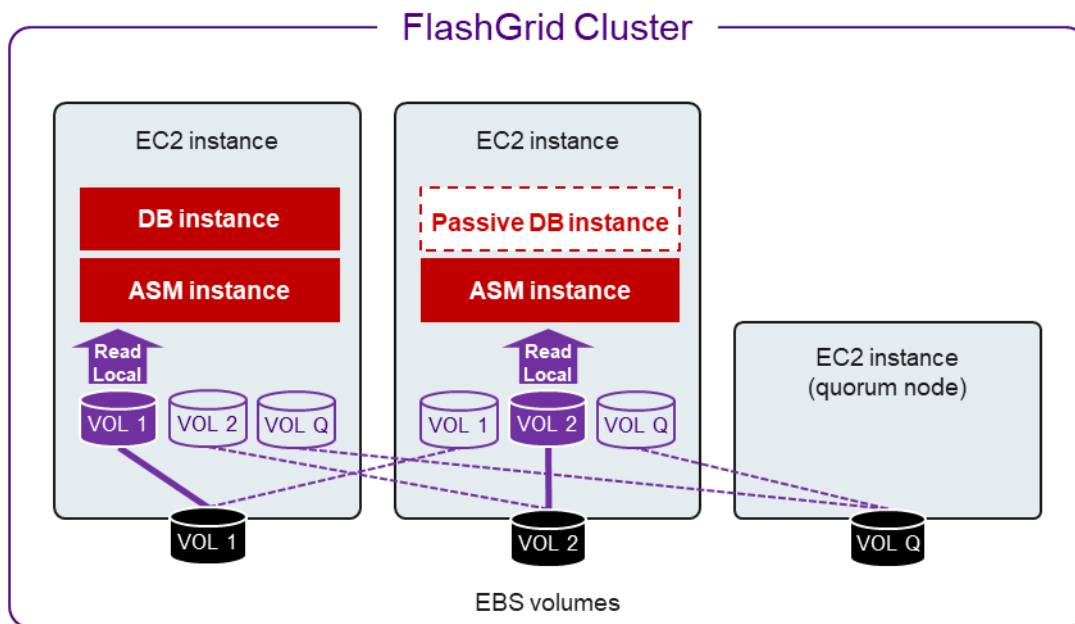 FlashGrid Cluster
EC2 instance
DB instance
ASM instance
Read
Local
VOL 1
VOL 2
VOL Q
EC2 instance
Passive DB instance
ASM instance
Read
Local
VOL 1
VOL 2
VOL Q
EC2 instance
(quorum node)
VOL 1
VOL 2
VOL Q
EBS volumes